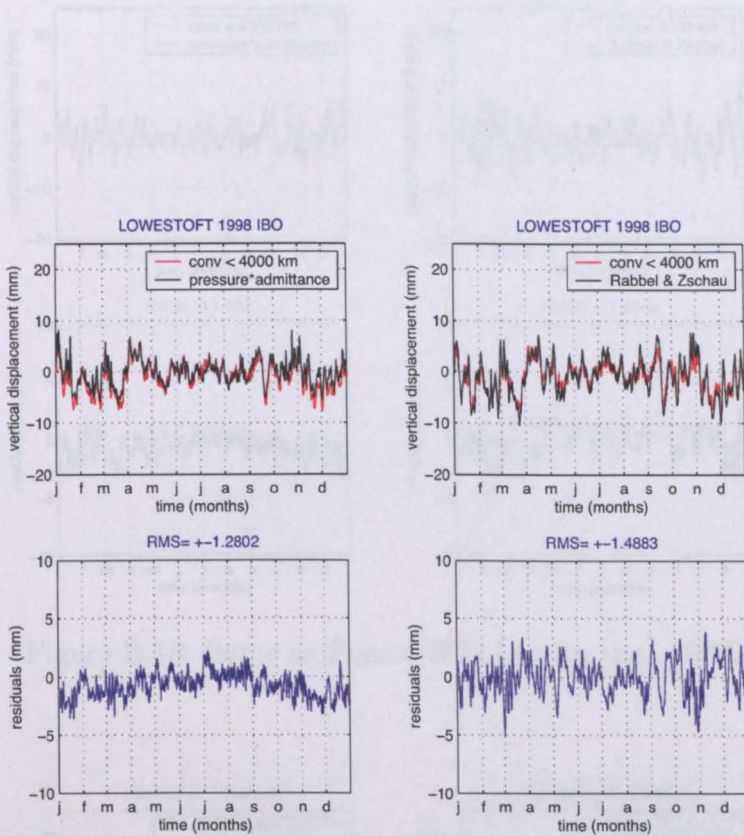 LOWESTOFT 1998 IBO
conv < 4000 km
pressure*admittance
vertical displacement (mm)
20
10
0
−10
−20
j f m a m j j a s o n d
time (months)
LOWESTOFT 1998 IBO
conv < 4000 km
Rabbel & Zschau
vertical displacement (mm)
20
10
0
−10
−20
j f m a m j j a s o n d
time (months)
RMS= +−1.2802
residuals (mm)
10
5
0
−5
−10
j f m a m j j a s o n d
time (months)
RMS= +−1.4883
residuals (mm)
10
5
0
−5
−10
j f m a m j j a s o n d
time (months)